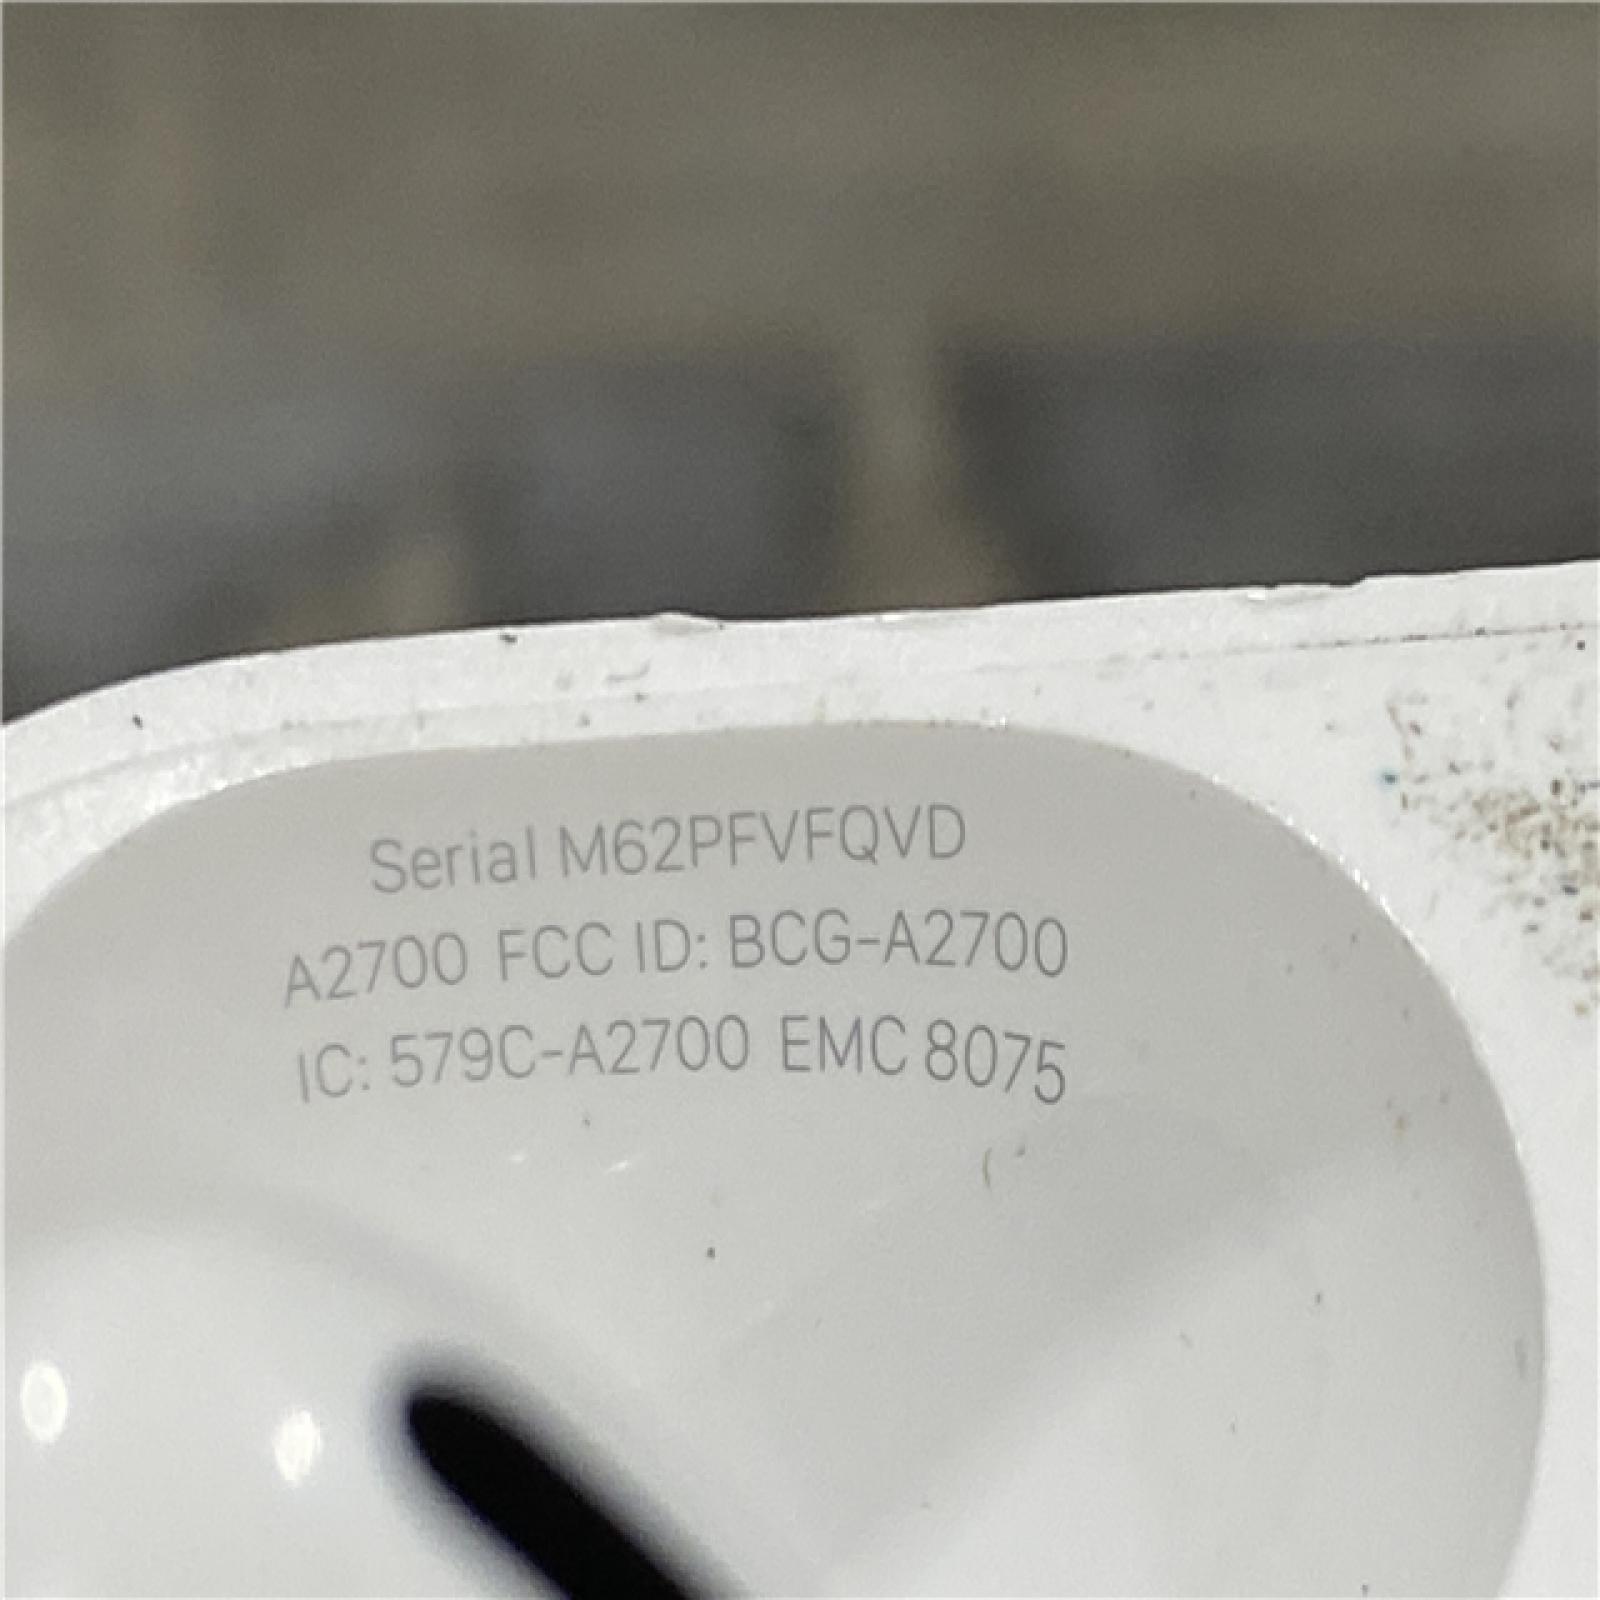 Serial M62PFVFQVD
A2700 FCC ID: BCG-A2700
IC: 579C-A2700 EMC 8075